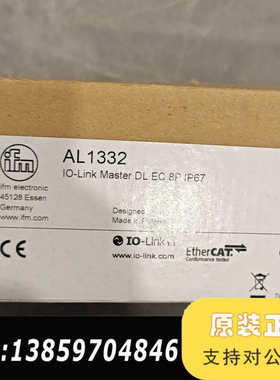 ifm
ifm electronic
45128 Essen
Germany
www.ifm.com
AL1332
IO-Link Master DL EC 8P IP67
Designed
Made in
CE
IO-Link
io-link.com
EtherCAT
Conformance tested
原装正
支持对公
:13859704846